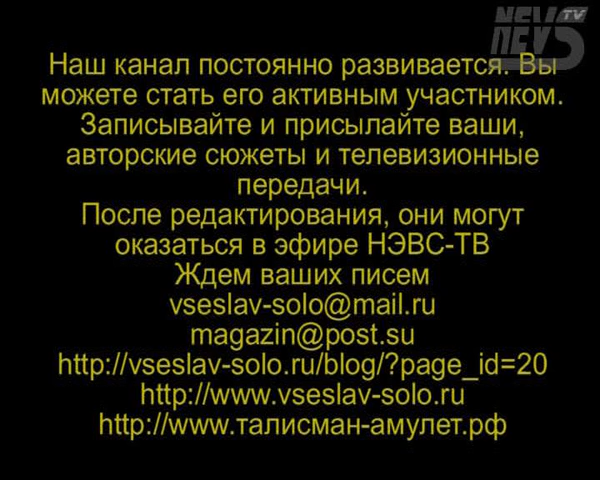 NEVS TV
Наш канал постоянно развивается. Вы
можете стать его активным участником.
Записывайте и присылайте ваши,
авторские сюжеты и телевизионные
передачи.
После редактирования, они могут
оказаться в эфире НЭВС-ТВ
Ждем ваших писем
vseslav-solo@mail.ru
magazin@post.su
http://vseslav-solo.ru/blog/?page_id=20
http://www.vseslav-solo.ru
http://www.талисман-амулет.рф